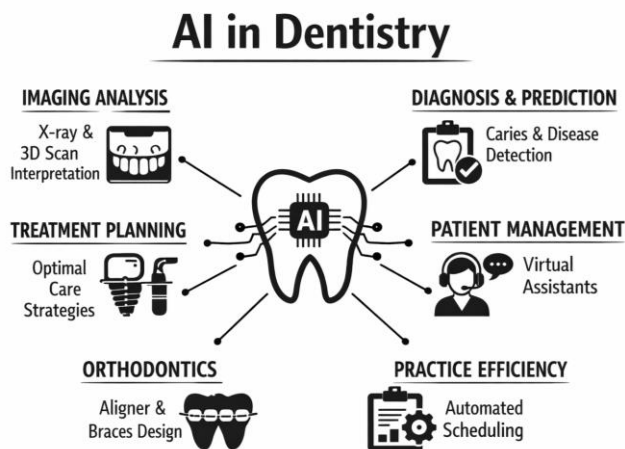 AI in Dentistry
IMAGING ANALYSIS
X-ray &
3D Scan
Interpretation
DIAGNOSIS & PREDICTION
Caries & Disease
Detection
AI
TREATMENT PLANNING
Optimal
Care
Strategies
PATIENT MANAGEMENT
Virtual
Assistants
ORTHODONTICS
Aligner &
Braces Design
PRACTICE EFFICIENCY
Automated
Scheduling